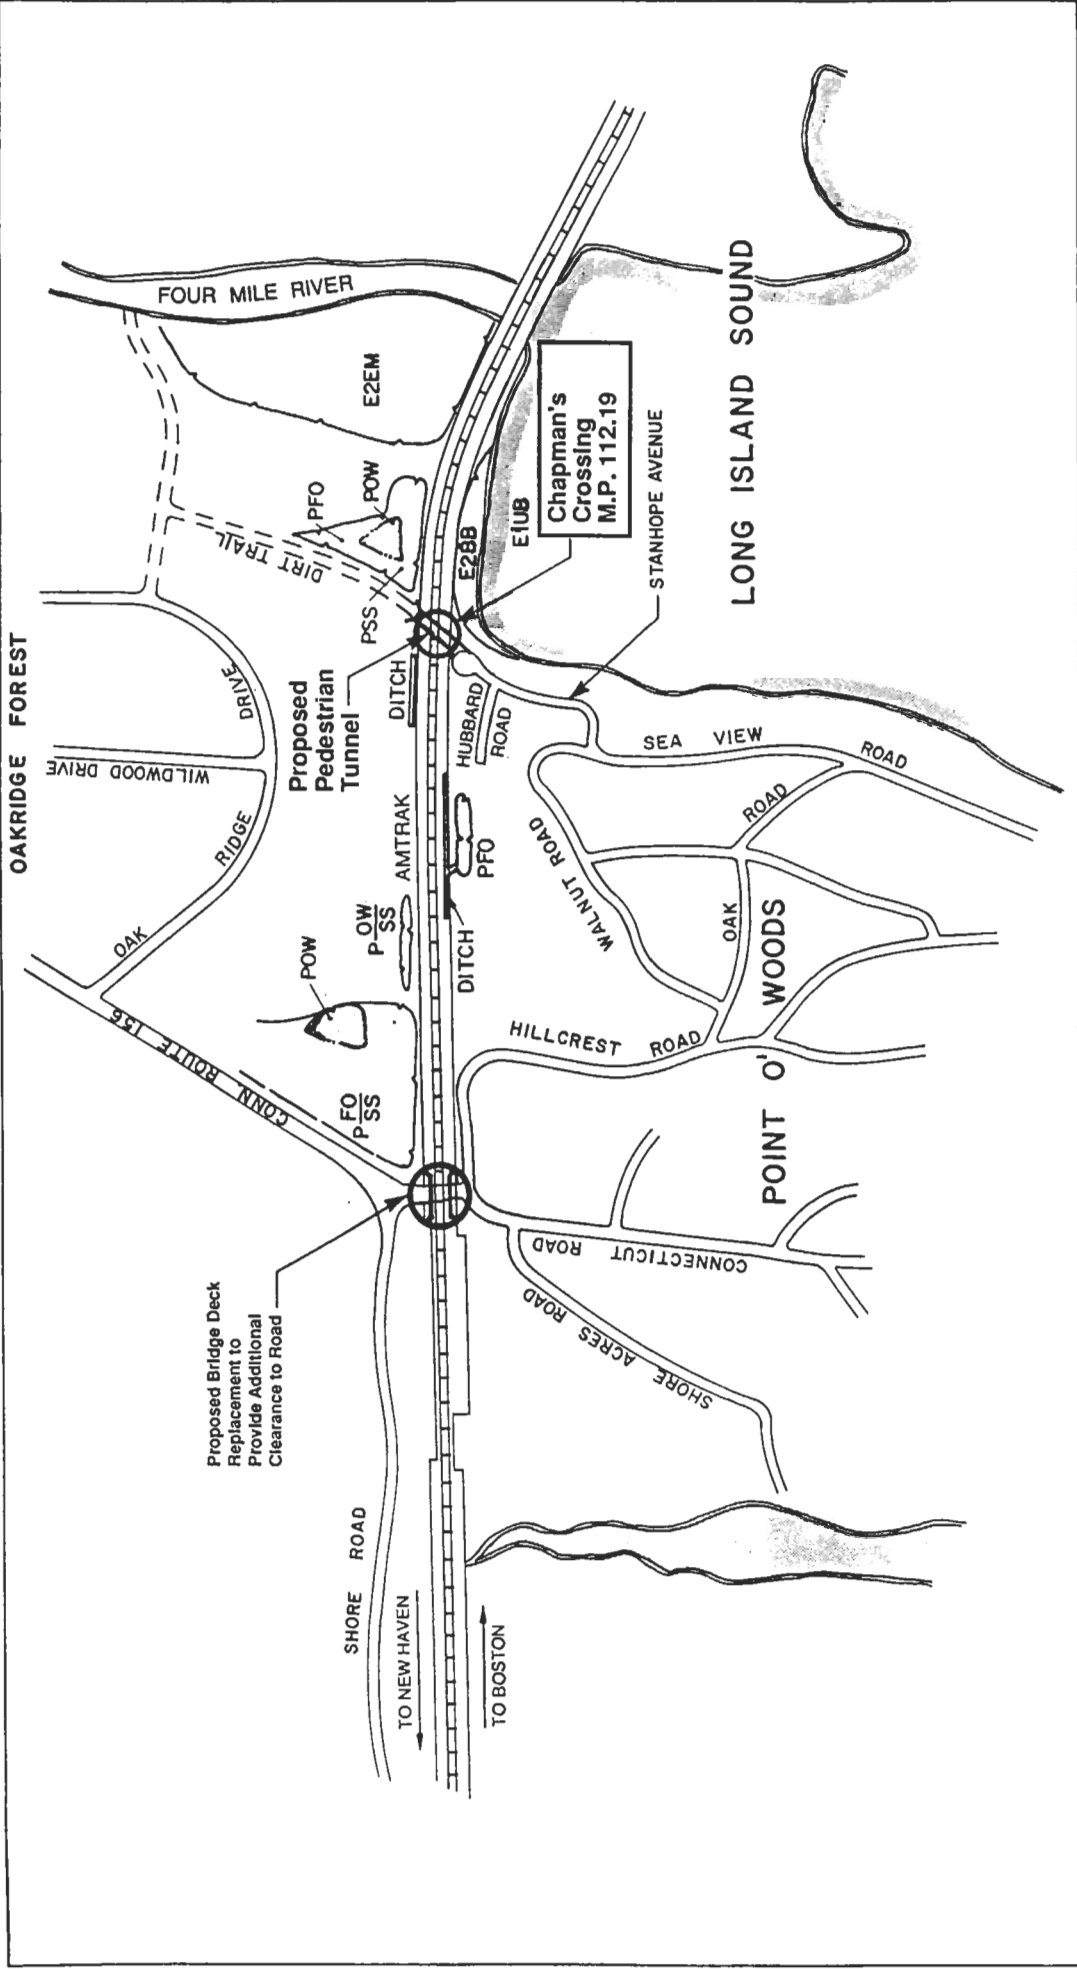 OAKRIDGE FOREST
FOUR MILE RIVER
E2EM
OAK
RIDGE
DRIVE
WILDWOOD DRIVE
DIRT TRAIL
PFO
POW
PSS
CONN ROUTE 156
Proposed
Pedestrian
Tunnel
DITCH
AMTRAK
POW
P OW
SS
P FO
SS
E2BB
E1UB
Chapman's
Crossing
M.P. 112.19
STANHOPE AVENUE
LONG ISLAND SOUND
HUBBARD
ROAD
PFO
DITCH
SEA VIEW ROAD
WALNUT ROAD
OAK
ROAD
HILLCREST ROAD
POINT O' WOODS
Proposed Bridge Deck
Replacement to
Provide Additional
Clearance to Road
CONNECTICUT ROAD
SHORE ACRES ROAD
SHORE ROAD
TO NEW HAVEN
TO BOSTON